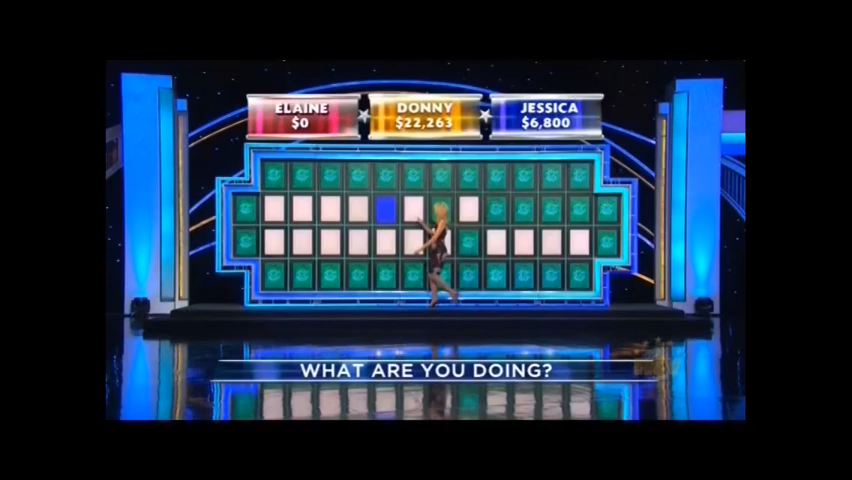 ELAINE
$0
DONNY
$22,263
JESSICA
$6,800
WHAT ARE YOU DOING?